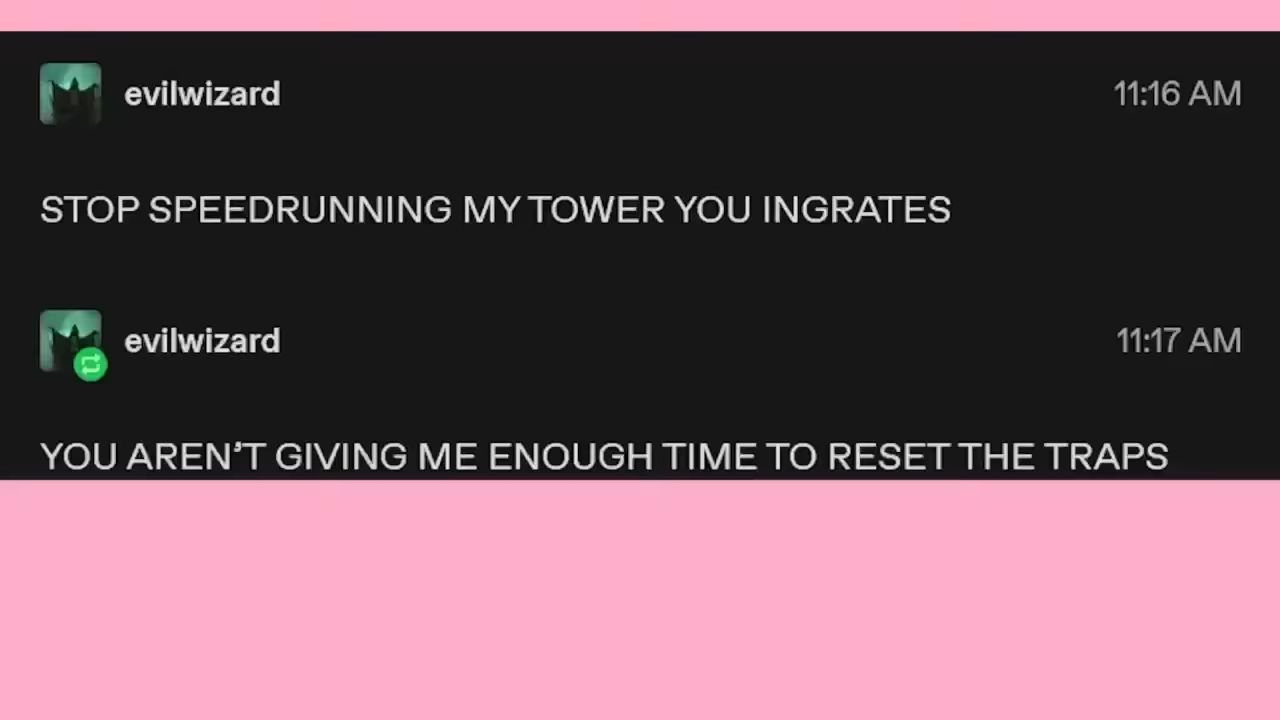 evilwizard 11:16 AM
STOP SPEEDRUNNING MY TOWER YOU INGRATES
evilwizard 11:17 AM
YOU AREN’T GIVING ME ENOUGH TIME TO RESET THE TRAPS